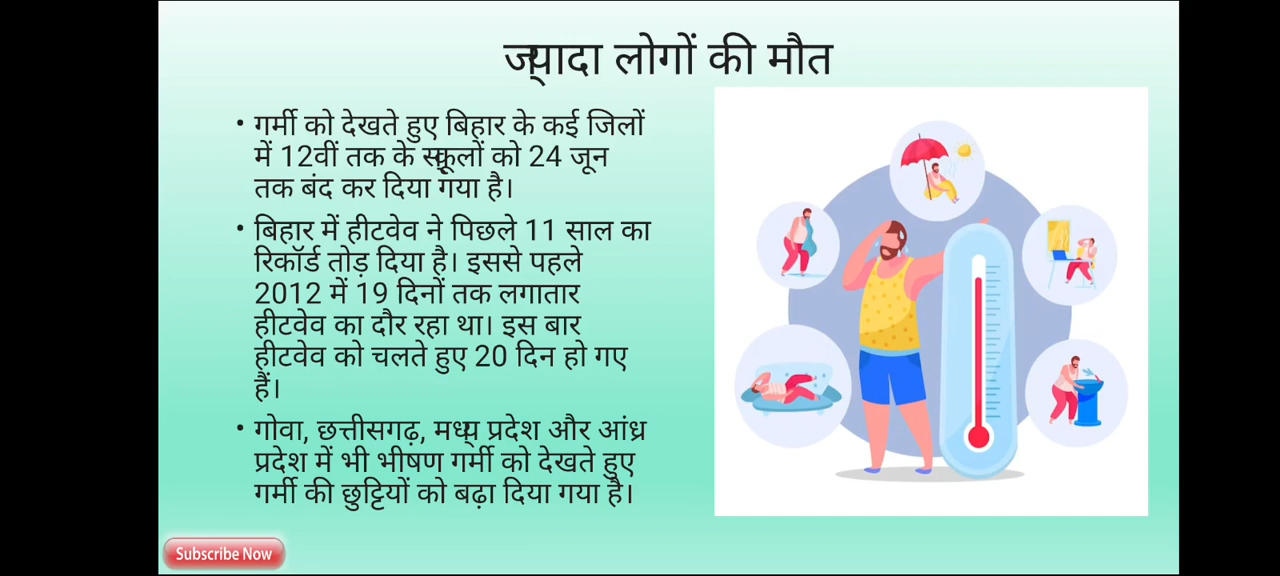 ज्यादा लोगों की मौत
• गर्मी को देखते हुए बिहार के कई जिलों
में 12वीं तक के स्कूलों को 24 जून
तक बंद कर दिया गया है।
• बिहार में हीटवेव ने पिछले 11 साल का
रिकॉर्ड तोड़ दिया है। इससे पहले
2012 में 19 दिनों तक लगातार
हीटवेव का दौर रहा था। इस बार
हीटवेव को चलते हुए 20 दिन हो गए
हैं।
• गोवा, छत्तीसगढ़, मध्य प्रदेश और आंध्र
प्रदेश में भी भीषण गर्मी को देखते हुए
गर्मी की छुट्टियों को बढ़ा दिया गया है।
Subscribe Now